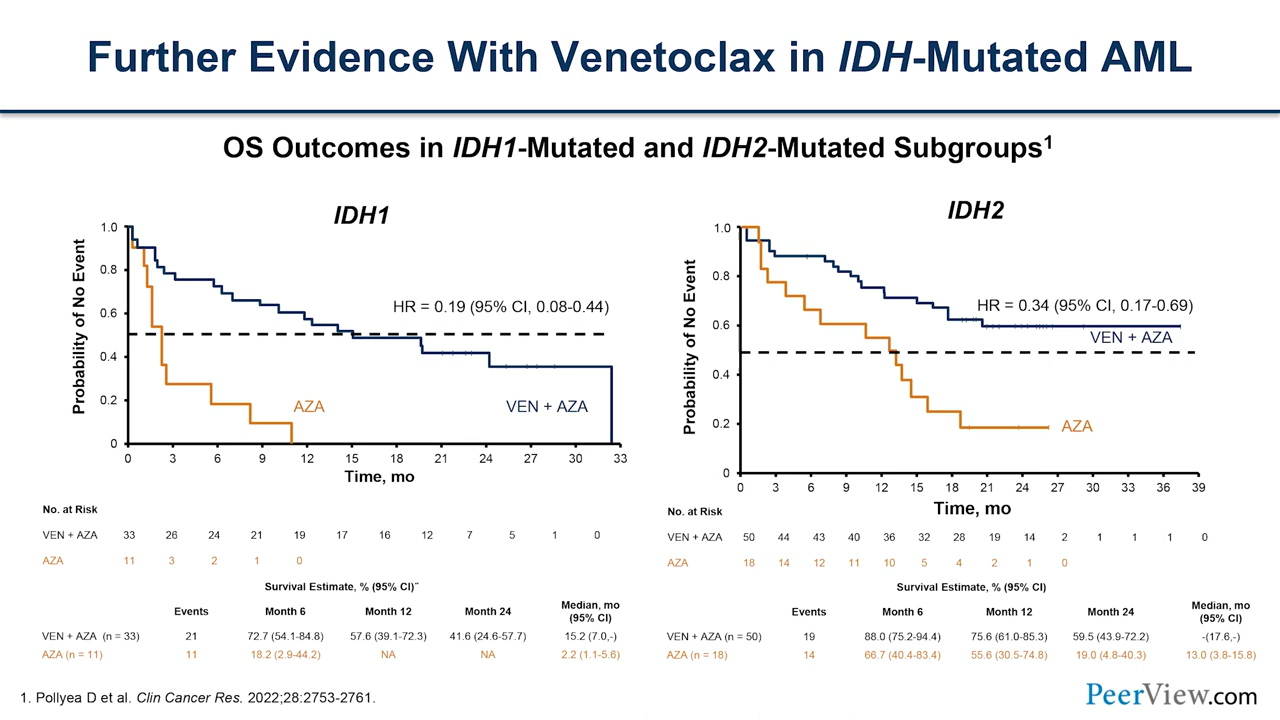 Further Evidence With Venetoclax in IDH-Mutated AML
OS Outcomes in IDH1-Mutated and IDH2-Mutated Subgroups1
IDH1
Probability of No Event
1.0
0.8
0.6
0.4
0.2
0
HR = 0.19 (95% CI, 0.08-0.44)
AZA
VEN + AZA
0 3 6 9 12 15 18 21 24 27 30 33
Time, mo
No. at Risk
VEN + AZA 33 26 24 21 19 17 16 12 7 5 1 0
AZA 11 3 2 1 0
Survival Estimate, % (95% CI)~
Events Month 6 Month 12 Month 24 Median, mo (95% CI)
VEN + AZA (n = 33) 21 72.7 (54.1-84.8) 57.6 (39.1-72.3) 41.6 (24.6-57.7) 15.2 (7.0,-)
AZA (n = 11) 11 18.2 (2.9-44.2) NA NA 2.2 (1.1-5.6)
IDH2
Probability of No Event
1.0
0.8
0.6
0.4
0.2
0
HR = 0.34 (95% CI, 0.17-0.69)
VEN + AZA
AZA
0 3 6 9 12 15 18 21 24 27 30 33 36 39
Time, mo
No. at Risk
VEN + AZA 50 44 43 40 36 32 28 19 14 2 1 1 1 0
AZA 18 14 12 11 10 5 4 2 1 0
Survival Estimate, % (95% CI)
Events Month 6 Month 12 Month 24 Median, mo (95% CI)
VEN + AZA (n = 50) 19 88.0 (75.2-94.4) 75.6 (61.0-85.3) 59.5 (43.9-72.2) -(17.6,-)
AZA (n = 18) 14 66.7 (40.4-83.4) 55.6 (30.5-74.8) 19.0 (4.8-40.3) 13.0 (3.8-15.8)
1. Pollyea D et al. Clin Cancer Res. 2022;28:2753-2761.
PeerView.com